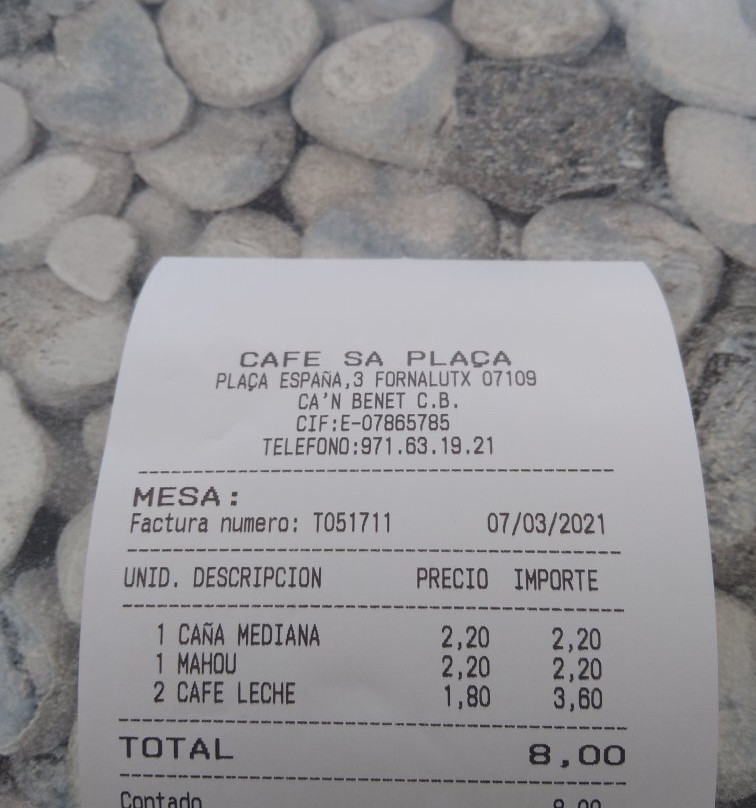 CAFE SA PLAÇA
PLAÇA ESPAÑA,3 FORNALUTX 07109
CA'N BENET C.B.
CIF:E-07865785
TELEFONO:971.63.19.21
MESA:
Factura numero: T051711 07/03/2021
UNID. DESCRIPCION PRECIO IMPORTE
1 CAÑA MEDIANA 2,20 2,20
1 MAHOU 2,20 2,20
2 CAFE LECHE 1,80 3,60
TOTAL 8,00
Contado